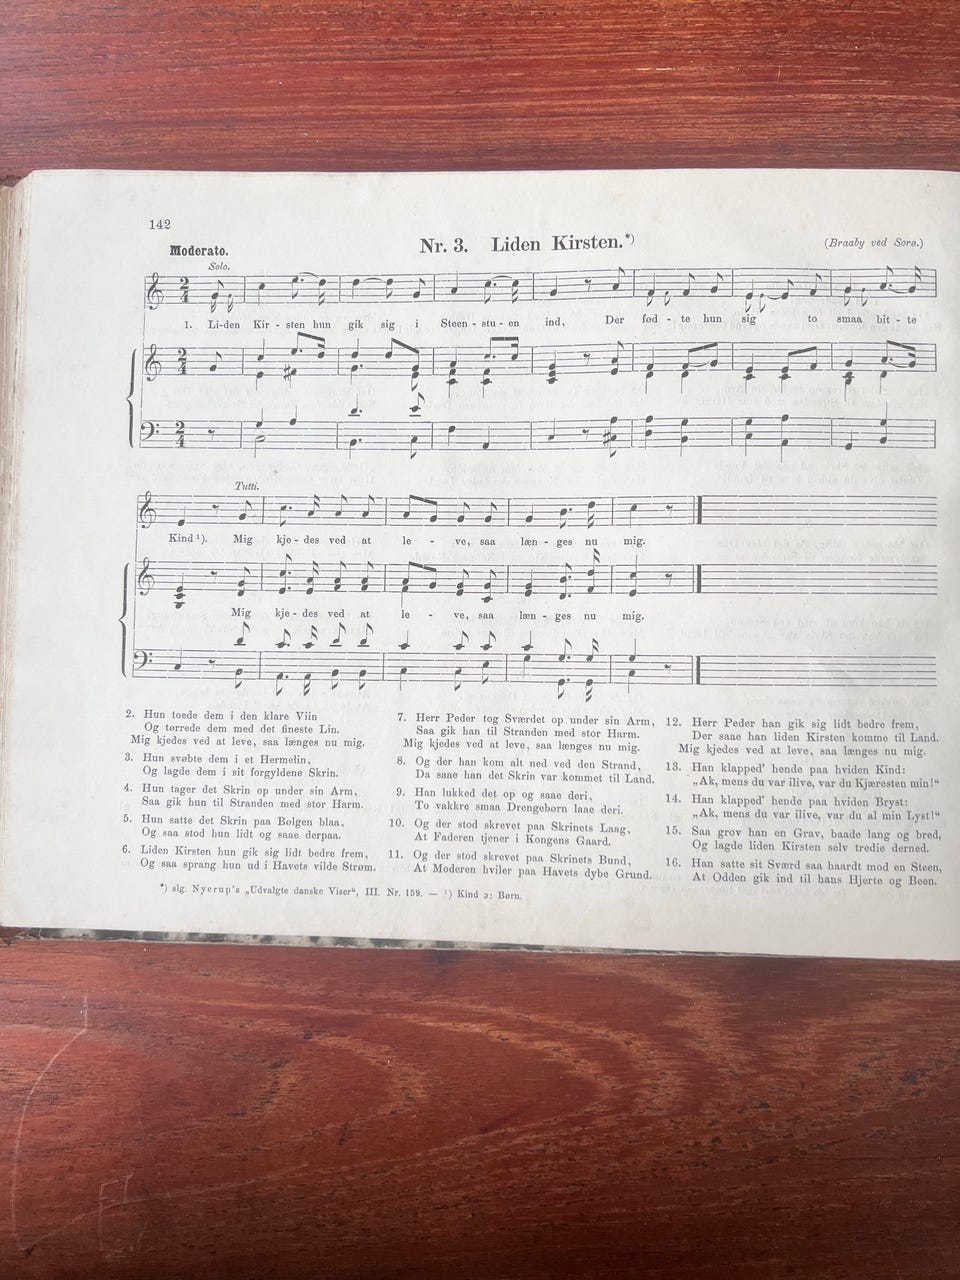 142
Moderato.
Nr. 3. Liden Kirsten.*)
(Braaby ved Sorø.)
Solo.
1. Li-den Kir - sten hun gik sig i Steen - stu - en ind, Der fød - te hun sig to smaa bit - te
Tutti.
Kind ¹). Mig kje - des ved at le - ve, saa læn - ges nu mig.
Mig kje - des ved at le - ve, saa læn - ges nu mig.
2. Hun toede dem i den klare Viin
Og tørrede dem med det fineste Lin.
Mig kjedes ved at leve, saa længes nu mig.
3. Hun svøbte dem i et Hermelin,
Og lagde dem i sit forgyldene Skrin.
4. Hun tager det Skrin op under sin Arm,
Saa gik hun til Stranden med stor Harm.
5. Hun satte det Skrin paa Bølgen blaa,
Og saa stod hun lidt og saae derpaa.
6. Liden Kirsten hun gik sig lidt bedre frem,
Og saa sprang hun ud i Havets vilde Strøm.
7. Herr Peder tog Sværdet op under sin Arm,
Saa gik han til Stranden med stor Harm.
Mig kjedes ved at leve, saa længes nu mig.
8. Og der han kom alt ned ved den Strand,
Da saae han det Skrin var kommet til Land.
9. Han lukked det op og saae deri,
To vakkre smaa Drengebørn laae deri.
10. Og der stod skrevet paa Skrinets Laag,
At Faderen tjener i Kongens Gaard.
11. Og der stod skrevet paa Skrinets Bund,
At Moderen hviler paa Havets dybe Grund.
12. Herr Peder han gik sig lidt bedre frem,
Der saae han liden Kirsten komme til Land.
Mig kjedes ved at leve, saa længes nu mig.
13. Han klapped' hende paa hviden Kind:
„Ak, mens du var ilive, var du Kjæresten min!“
14. Han klapped' hende paa hviden Bryst:
„Ak, mens du var ilive, var du al min Lyst!“
15. Saa grov han en Grav, baade lang og bred,
Og lagde liden Kirsten selv tredie derned.
16. Han satte sit Sværd saa haardt mod en Steen,
At Odden gik ind til hans Hjerte og Been.
*) slg. Nyerup's „Udvalgte danske Viser“, III. Nr. 159. — ¹) Kind ɔ: Børn.